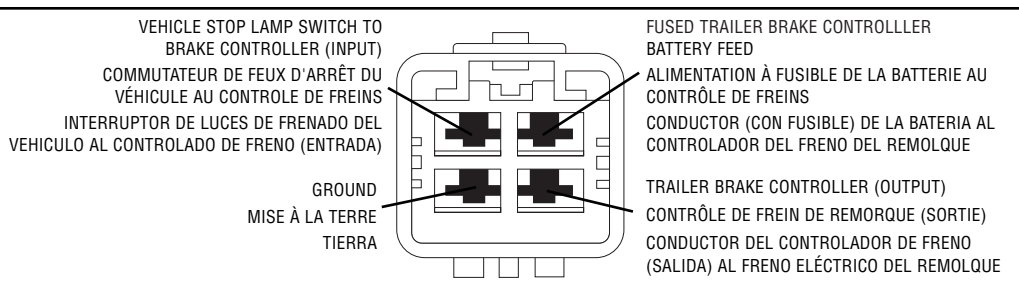 VEHICLE STOP LAMP SWITCH TO
BRAKE CONTROLLER (INPUT)
COMMUTATEUR DE FEUX D'ARRÊT DU
VÉHICULE AU CONTROLE DE FREINS
INTERRUPTOR DE LUCES DE FRENADO DEL
VEHICULO AL CONTROLADO DE FRENO (ENTRADA)
GROUND
MISE À LA TERRE
TIERRA
FUSED TRAILER BRAKE CONTROLLLER
BATTERY FEED
ALIMENTATION À FUSIBLE DE LA BATTERIE AU
CONTRÔLE DE FREINS
CONDUCTOR (CON FUSIBLE) DE LA BATERIA AL
CONTROLADOR DEL FRENO DEL REMOLQUE
TRAILER BRAKE CONTROLLER (OUTPUT)
CONTRÔLE DE FREIN DE REMORQUE (SORTIE)
CONDUCTOR DEL CONTROLADOR DE FRENO
(SALIDA) AL FRENO ELÉCTRICO DEL REMOLQUE